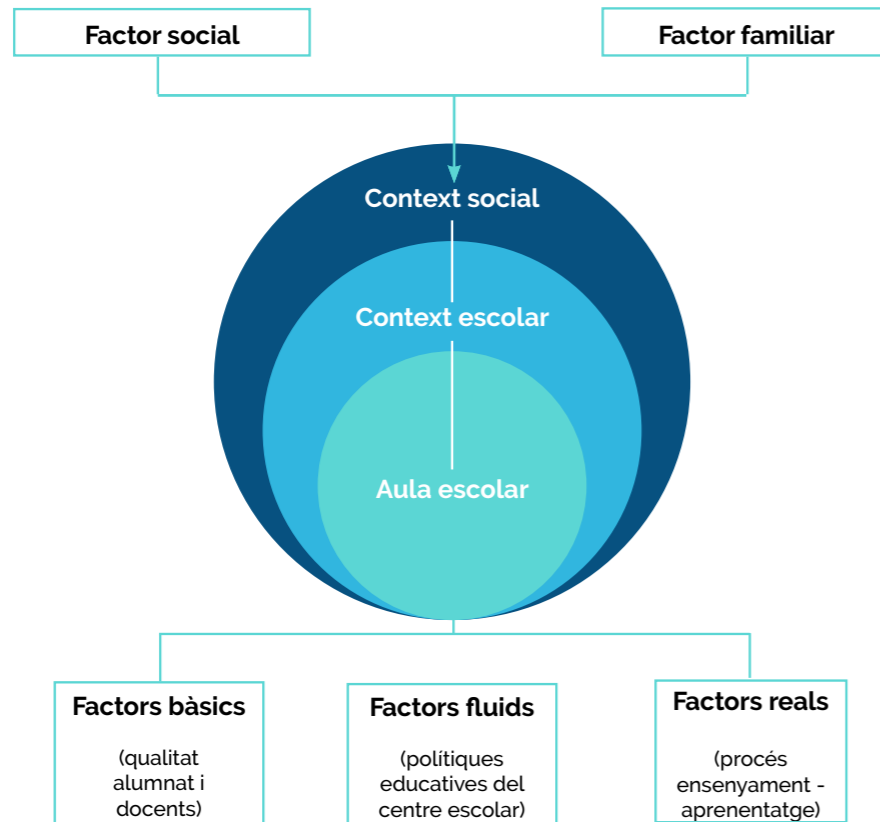 Factor social
Factor familiar
Context social
Context escolar
Aula escolar
Factors bàsics
(qualitat
alumnat i
docents)
Factors fluids
(polítiques
educatives del
centre escolar)
Factors reals
(procés
ensenyament -
aprenentatge)